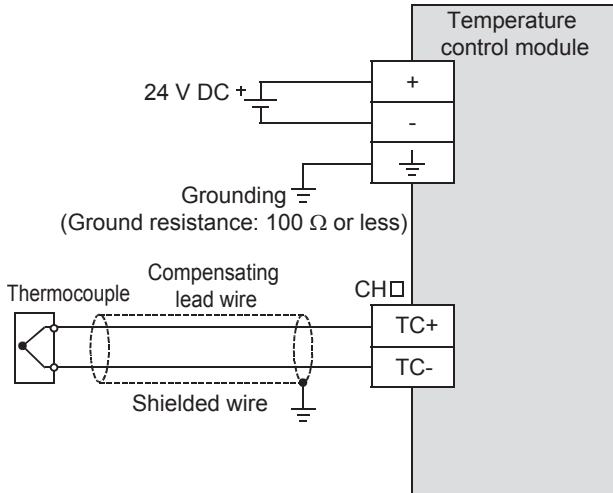 Temperature
control module
24 V DC +
+
-
Grounding
(Ground resistance: 100 Ω or less)
Thermocouple
Compensating
lead wire
CH□
TC+
TC-
Shielded wire